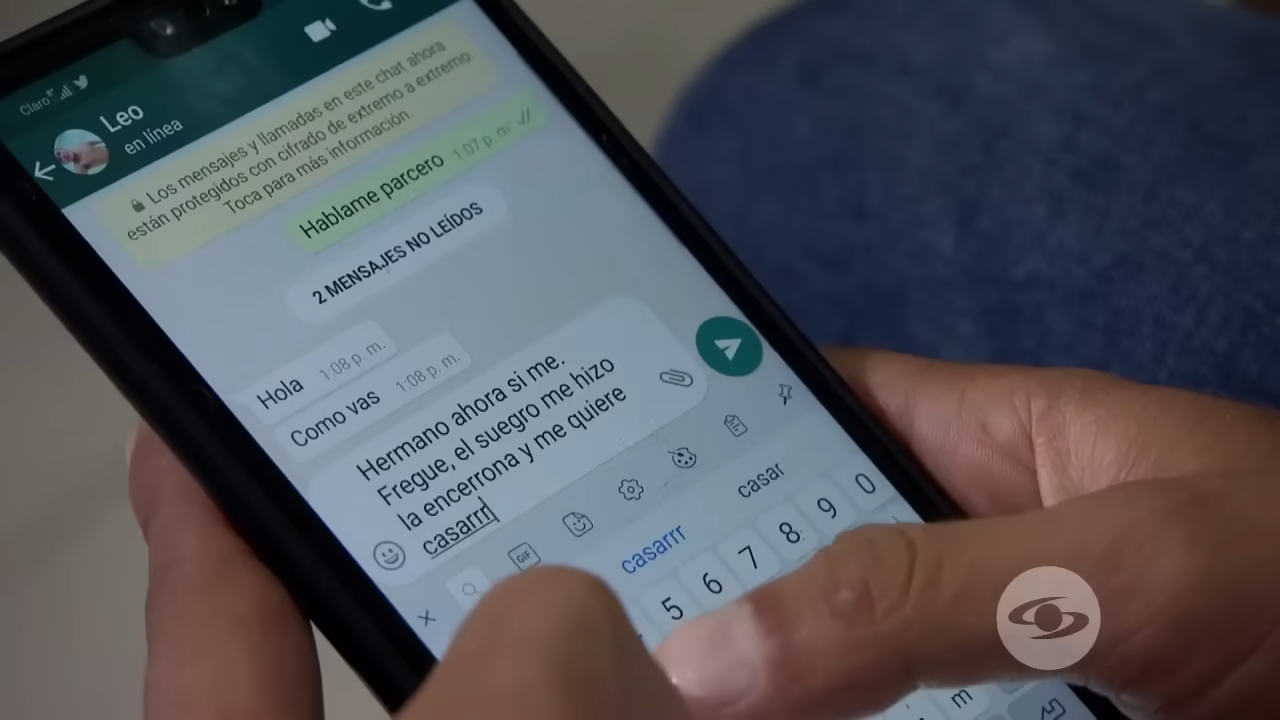 Claro
Leo
en línea
Los mensajes y llamadas en este chat ahora
están protegidos con cifrado de extremo a extremo.
Toca para más información.
Hablame parcero 1:07 p. m.
2 MENSAJES NO LEÍDOS
Hola 1:08 p. m.
Como vas 1:08 p. m.
Hermano ahora si me.
Fregue, el suegro me hizo
la encerrona y me quiere
casarrr
GIF
casarrr casar
5 6 7 8 9 0
m